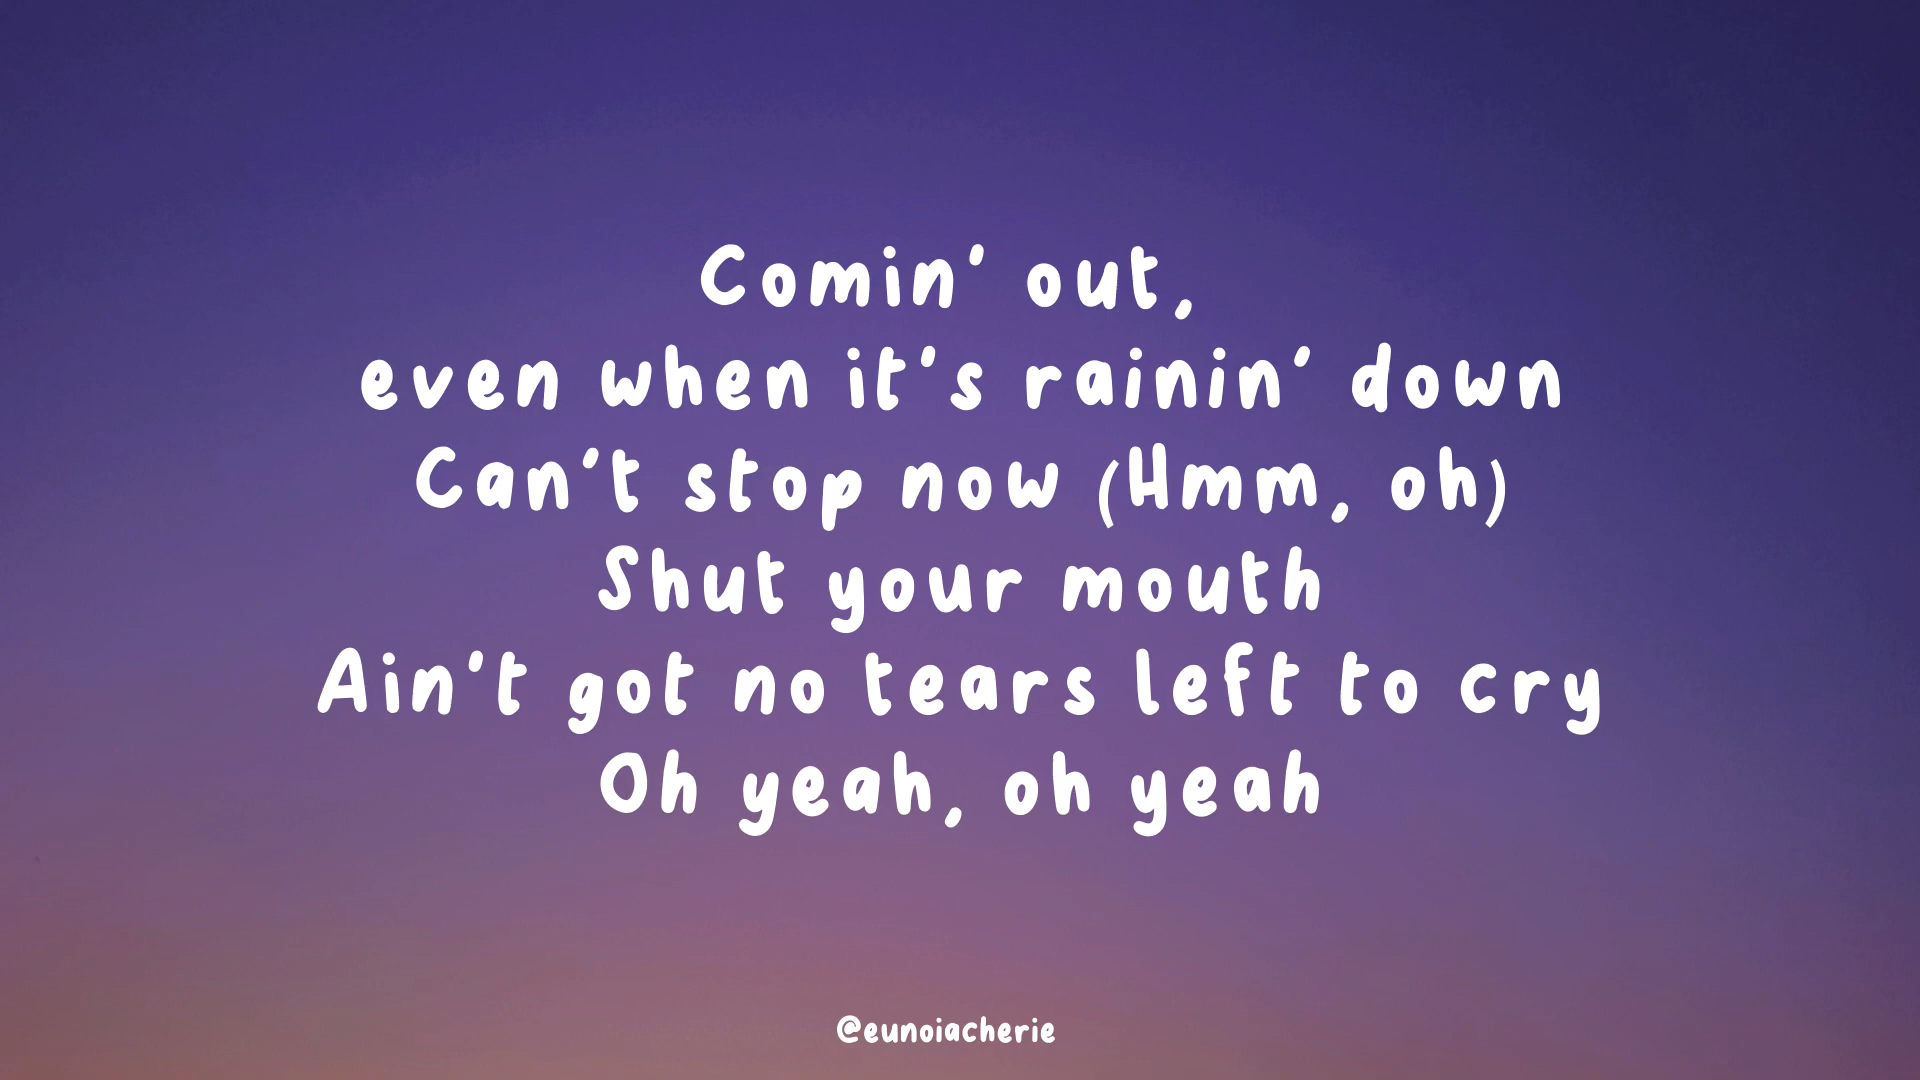 Comin' out,
even when it's rainin' down
Can't stop now (Hmm, oh)
Shut your mouth
Ain't got no tears left to cry
Oh yeah, oh yeah
@eunoiacherie